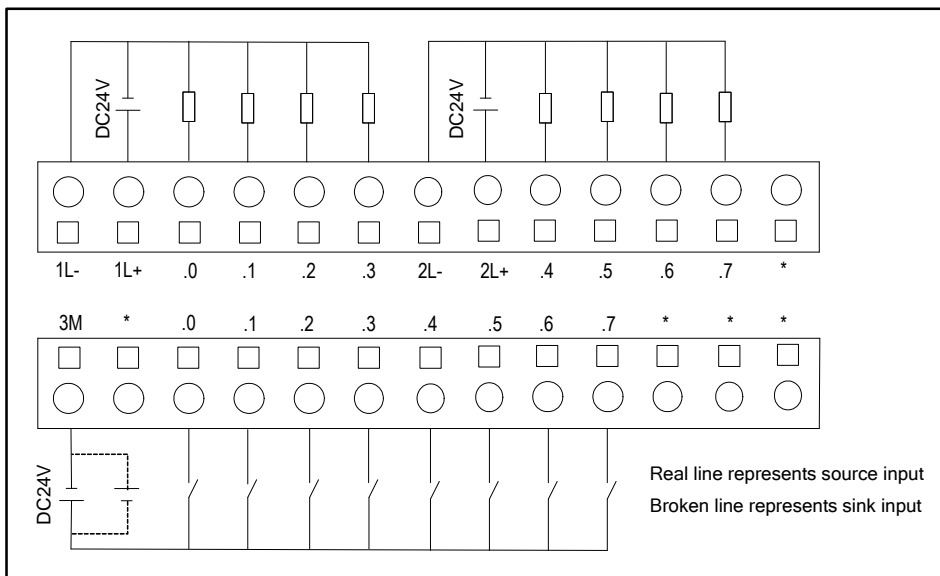 DC24V DC24V
1L- 1L+ .0 .1 .2 .3 2L- 2L+ .4 .5 .6 .7 *
3M * .0 .1 .2 .3 .4 .5 .6 .7 * * *
DC24V
Real line represents source input
Broken line represents sink input